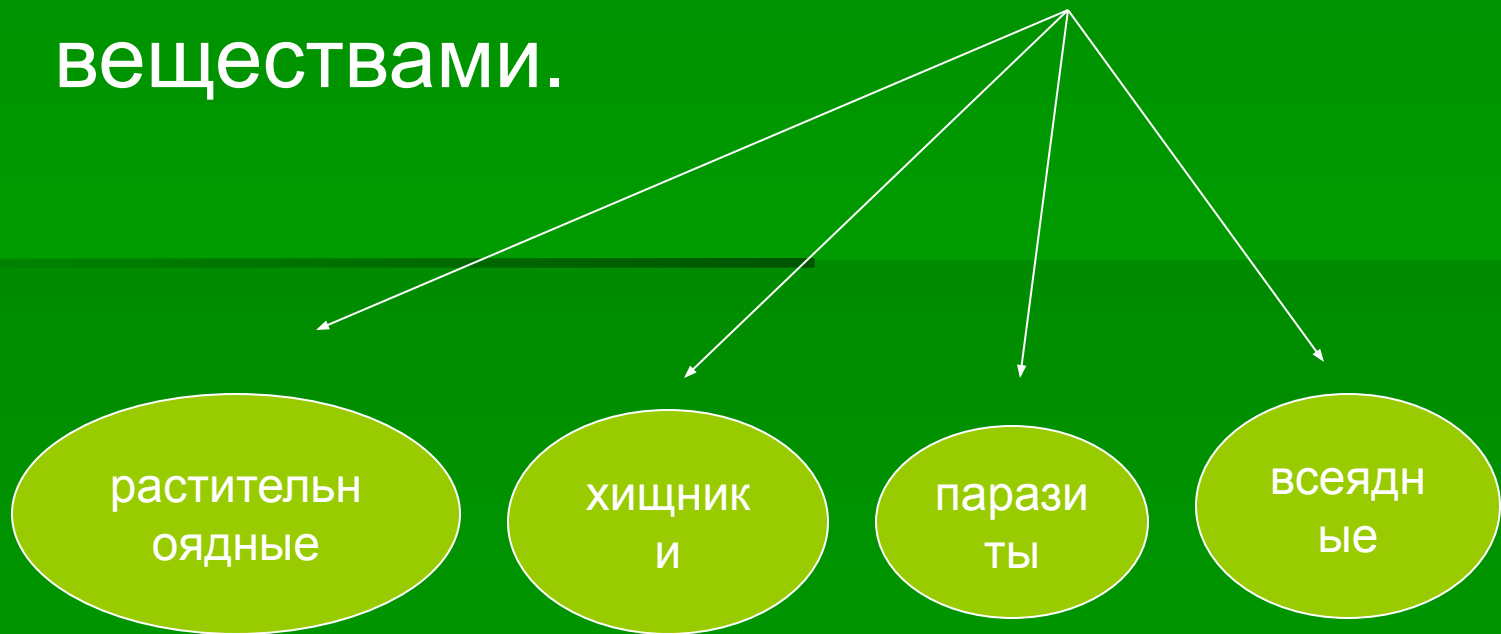 веществами.
растительн
оядные
хищник
и
парази
ты
всеядн
ые